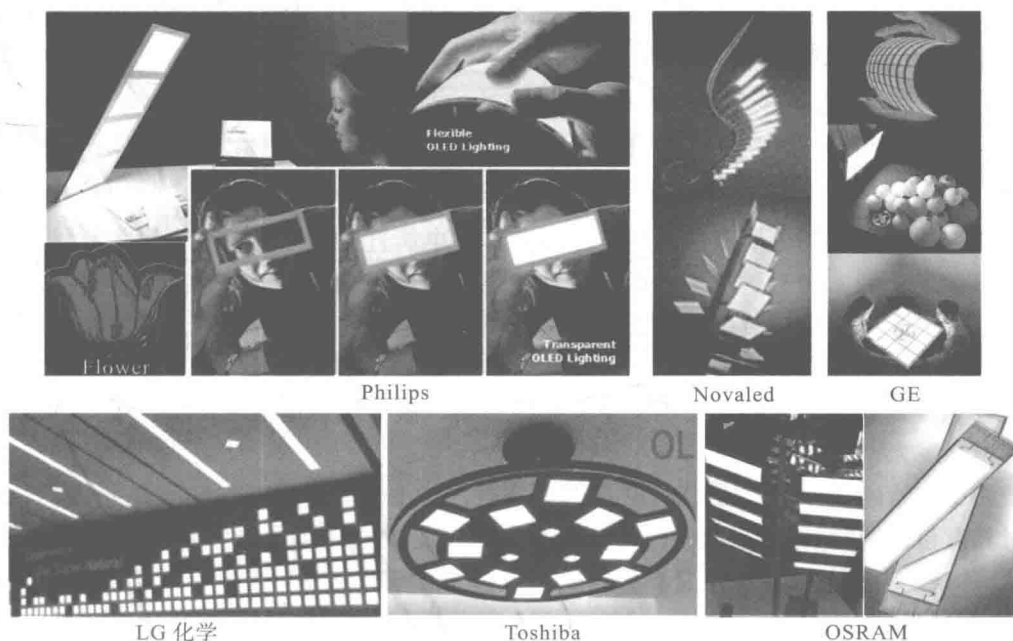 Flexible
OLED Lighting
Flower
Transparent
OLED Lighting
Philips
Novaled
GE
OL
LG 化学
Toshiba
OSRAM